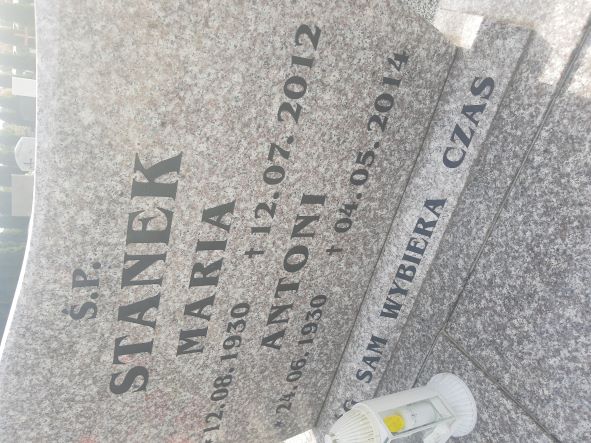 Ś.P.
STANEK
MARIA
*12.08.1930 †12.07.2012
ANTONI
*24.06.1930 †04.05.2014
SAM WYBIERA CZAS